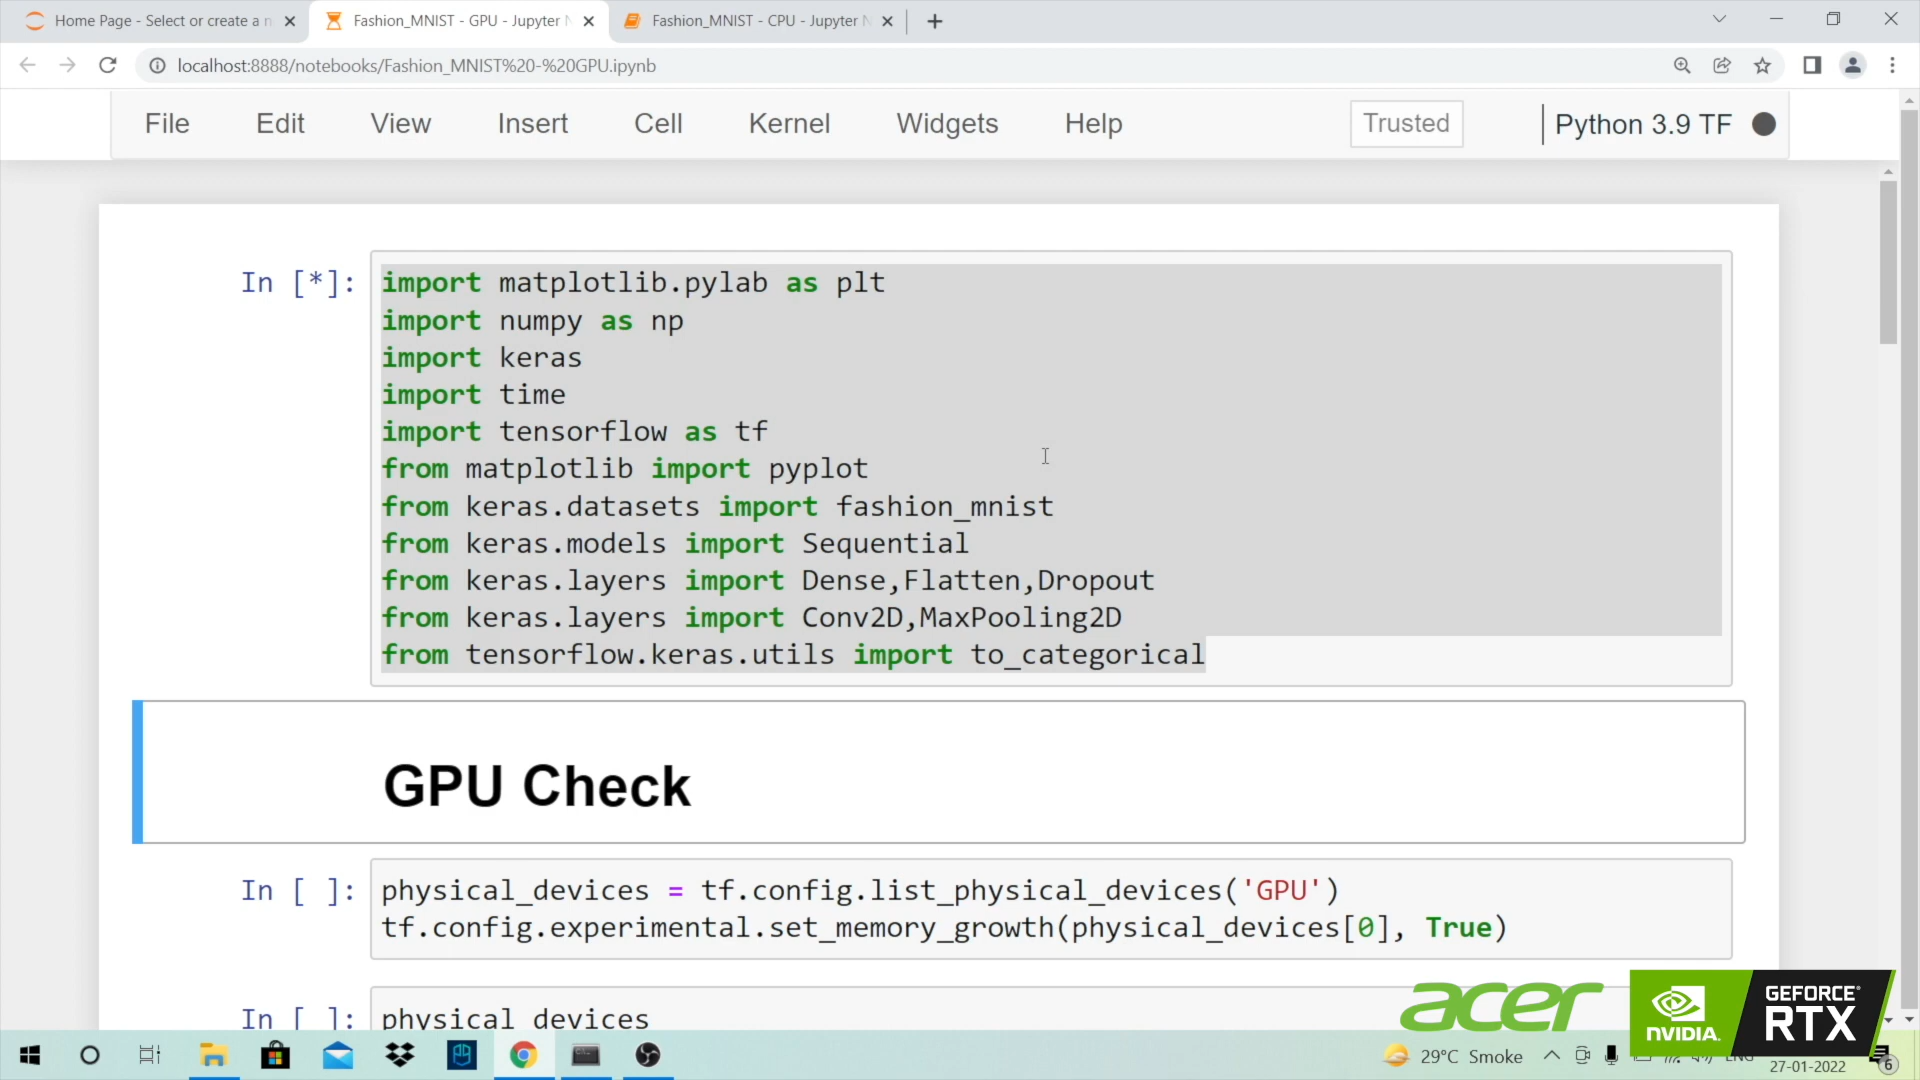 Home Page - Select or create a n
Fashion_MNIST - GPU - Jupyter N
Fashion_MNIST - CPU - Jupyter N
localhost:8888/notebooks/Fashion_MNIST%20-%20GPU.ipynb
File Edit View Insert Cell Kernel Widgets Help Trusted Python 3.9 TF
In [*]:
import matplotlib.pylab as plt
import numpy as np
import keras
import time
import tensorflow as tf
from matplotlib import pyplot
from keras.datasets import fashion_mnist
from keras.models import Sequential
from keras.layers import Dense,Flatten,Dropout
from keras.layers import Conv2D,MaxPooling2D
from tensorflow.keras.utils import to_categorical
GPU Check
In [ ]:
physical_devices = tf.config.list_physical_devices('GPU')
tf.config.experimental.set_memory_growth(physical_devices[0], True)
In [ ]:
physical_devices
acer
NVIDIA.
GEFORCE
RTX
29°C Smoke
ENG
27-01-2022
6